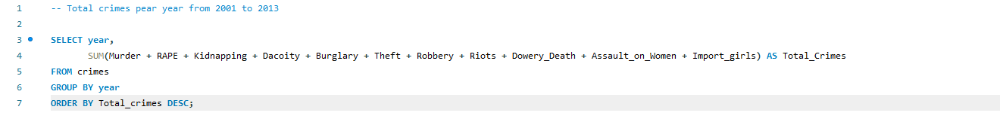 1 -- Total crimes pear year from 2001 to 2013
2
3 SELECT year,
4 SUM(Murder + RAPE + Kidnapping + Dacoity + Burglary + Theft + Robbery + Riots + Dowery_Death + Assault_on_Women + Import_girls) AS Total_Crimes
5 FROM crimes
6 GROUP BY year
7 ORDER BY Total_crimes DESC;